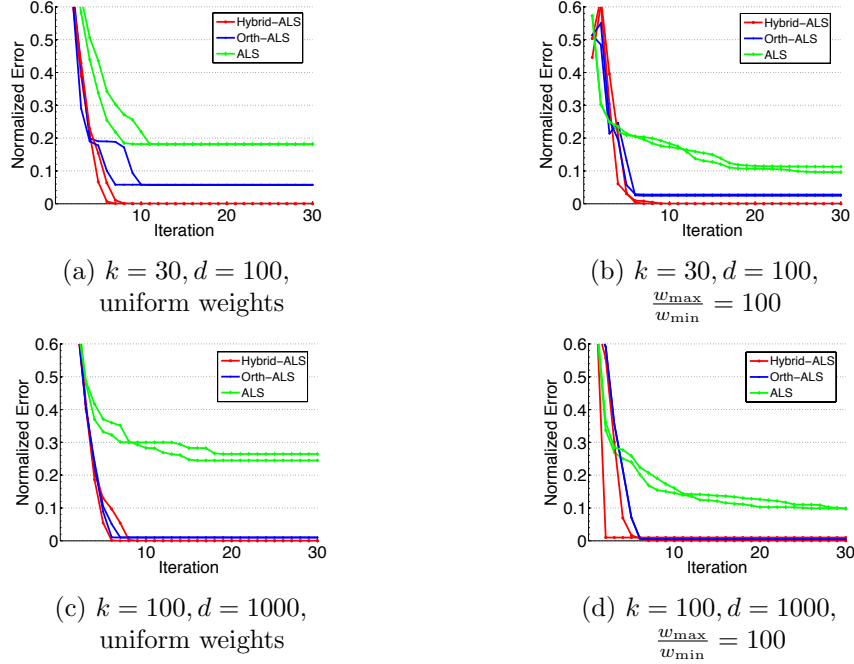 0.6
0.5
0.4
0.3
0.2
0.1
0
10
20
30
Normalized Error
Iteration
Hybrid-ALS
Orth-ALS
ALS
(a) k = 30, d = 100,
uniform weights
0.6
0.5
0.4
0.3
0.2
0.1
0
10
20
30
Normalized Error
Iteration
Hybrid-ALS
Orth-ALS
ALS
(b) k = 30, d = 100,
w_max / w_min = 100
0.6
0.5
0.4
0.3
0.2
0.1
0
10
20
30
Normalized Error
Iteration
Hybrid-ALS
Orth-ALS
ALS
(c) k = 100, d = 1000,
uniform weights
0.6
0.5
0.4
0.3
0.2
0.1
0
10
20
30
Normalized Error
Iteration
Hybrid-ALS
Orth-ALS
ALS
(d) k = 100, d = 1000,
w_max / w_min = 100